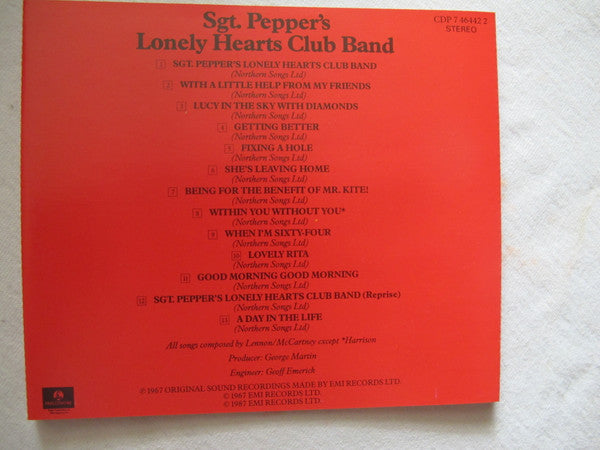 Sgt. Pepper's
Lonely Hearts Club Band
CDP 7 46442 2
STEREO
1 SGT. PEPPER'S LONELY HEARTS CLUB BAND
(Northern Songs Ltd)
2 WITH A LITTLE HELP FROM MY FRIENDS
(Northern Songs Ltd)
3 LUCY IN THE SKY WITH DIAMONDS
(Northern Songs Ltd)
4 GETTING BETTER
(Northern Songs Ltd)
5 FIXING A HOLE
(Northern Songs Ltd)
6 SHE'S LEAVING HOME
(Northern Songs Ltd)
7 BEING FOR THE BENEFIT OF MR. KITE!
(Northern Songs Ltd)
8 WITHIN YOU WITHOUT YOU*
(Northern Songs Ltd)
9 WHEN I'M SIXTY-FOUR
(Northern Songs Ltd)
10 LOVELY RITA
(Northern Songs Ltd)
11 GOOD MORNING GOOD MORNING
(Northern Songs Ltd)
12 SGT. PEPPER'S LONELY HEARTS CLUB BAND (Reprise)
(Northern Songs Ltd)
13 A DAY IN THE LIFE
(Northern Songs Ltd)
All songs composed by Lennon/McCartney except *Harrison
Producer: George Martin
Engineer: Geoff Emerick
℗ 1967 ORIGINAL SOUND RECORDINGS MADE BY EMI RECORDS LTD.
© 1967 EMI RECORDS LTD.
© 1987 EMI RECORDS LTD.
PARLOPHONE